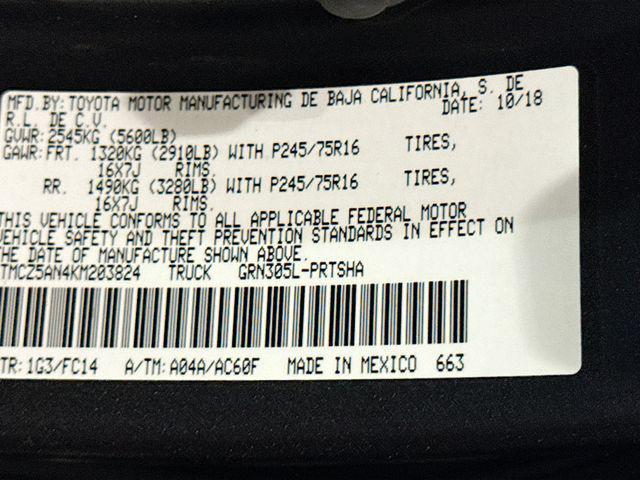 MFD.BY:TOYOTA MOTOR MANUFACTURING DE BAJA CALIFORNIA, S. DE
R.L. DE C.V. DATE: 10/18
GVWR: 2545KG (5600LB)
GAWR:FRT. 1320KG (2910LB) WITH P245/75R16 TIRES,
16X7J RIMS.
RR. 1490KG (3280LB) WITH P245/75R16 TIRES,
16X7J RIMS.
THIS VEHICLE CONFORMS TO ALL APPLICABLE FEDERAL MOTOR
VEHICLE SAFETY AND THEFT PREVENTION STANDARDS IN EFFECT ON
THE DATE OF MANUFACTURE SHOWN ABOVE.
TMCZ5AN4KM203824 TRUCK GRN305L-PRTSHA
TR:1G3/FC14 A/TM:A04A/AC60F MADE IN MEXICO 663